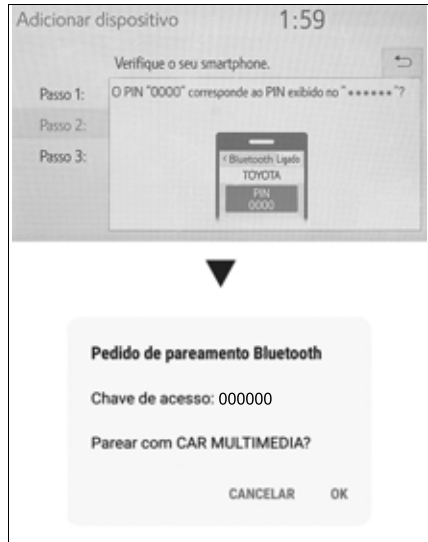 Adicionar dispositivo 1:59
Verifique o seu smartphone.
Passo 1:
O PIN "0000" corresponde ao PIN exibido no "******"?
Passo 2:
Passo 3:
< Bluetooth Ligado
TOYOTA
PIN
0000
Pedido de pareamento Bluetooth
Chave de acesso: 000000
Parear com CAR MULTIMEDIA?
CANCELAR OK